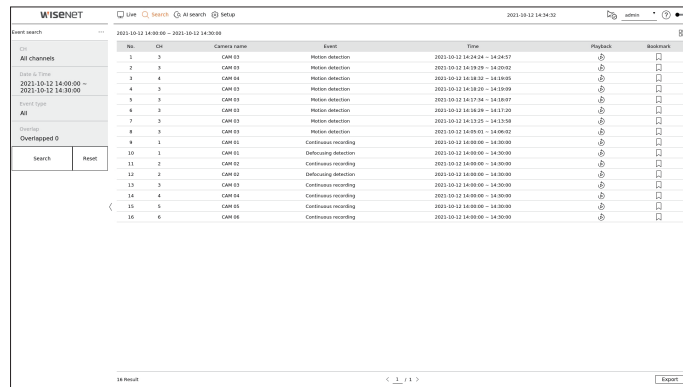 WISENET
Live Search AI search Setup 2021-10-12 14:34:32 admin
Event search
CH
All channels
Date & Time
2021-10-12 14:00:00 ~
2021-10-12 14:30:00
Event type
All
Overlap
Overlapped 0
Search Reset
2021-10-12 14:00:00 ~ 2021-10-12 14:30:00
No. CH Camera name Event Time Playback Bookmark
1 3 CAM 03 Motion detection 2021-10-12 14:24:24 ~ 14:24:57
2 3 CAM 03 Motion detection 2021-10-12 14:19:29 ~ 14:20:02
3 4 CAM 04 Motion detection 2021-10-12 14:18:32 ~ 14:19:05
4 3 CAM 03 Motion detection 2021-10-12 14:18:29 ~ 14:19:09
5 3 CAM 03 Motion detection 2021-10-12 14:17:34 ~ 14:18:07
6 3 CAM 03 Motion detection 2021-10-12 14:16:29 ~ 14:17:20
7 3 CAM 03 Motion detection 2021-10-12 14:13:25 ~ 14:13:58
8 3 CAM 03 Motion detection 2021-10-12 14:05:01 ~ 14:06:02
9 1 CAM 01 Continuous recording 2021-10-12 14:00:00 ~ 14:30:00
10 1 CAM 01 Defocusing detection 2021-10-12 14:00:00 ~ 14:30:00
11 2 CAM 02 Continuous recording 2021-10-12 14:00:00 ~ 14:30:00
12 2 CAM 02 Defocusing detection 2021-10-12 14:00:00 ~ 14:30:00
13 3 CAM 03 Continuous recording 2021-10-12 14:00:00 ~ 14:30:00
14 4 CAM 04 Continuous recording 2021-10-12 14:00:00 ~ 14:30:00
15 5 CAM 05 Continuous recording 2021-10-12 14:00:00 ~ 14:30:00
16 6 CAM 06 Continuous recording 2021-10-12 14:00:00 ~ 14:30:00
16 Result < 1 / 1 > Export